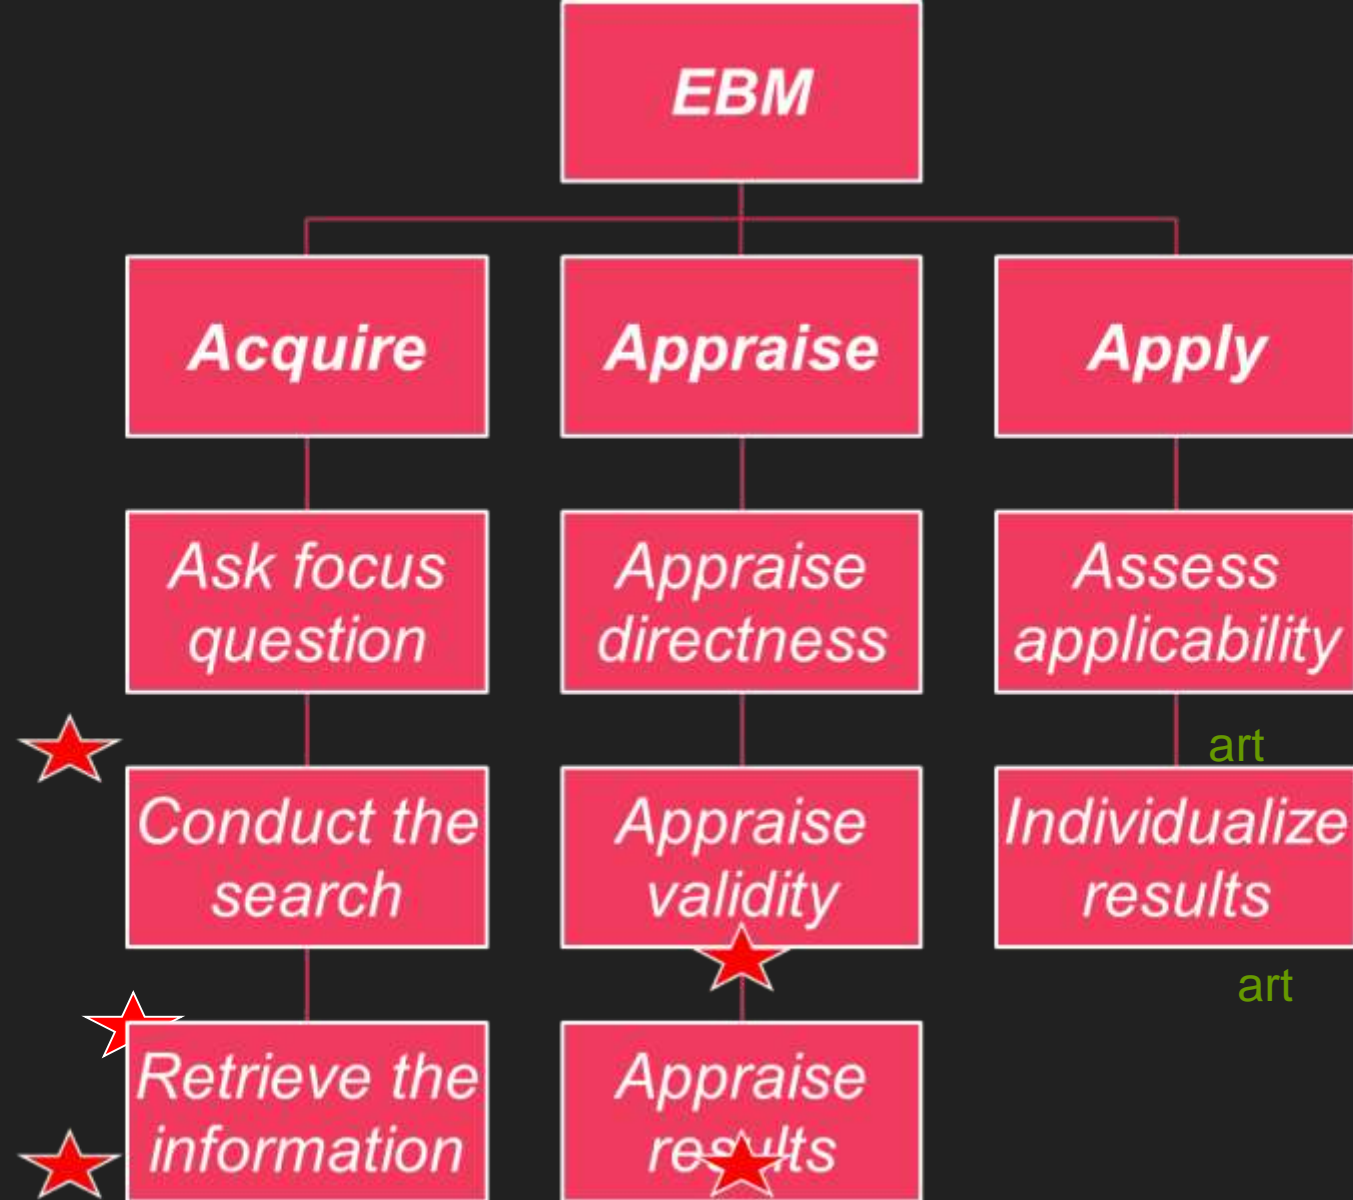 EBM
Acquire
Appraise
Apply
Ask focus
question
Appraise
directness
Assess
applicability
art
Conduct the
search
Appraise
validity
Individualize
results
art
Retrieve the
information
Appraise
results